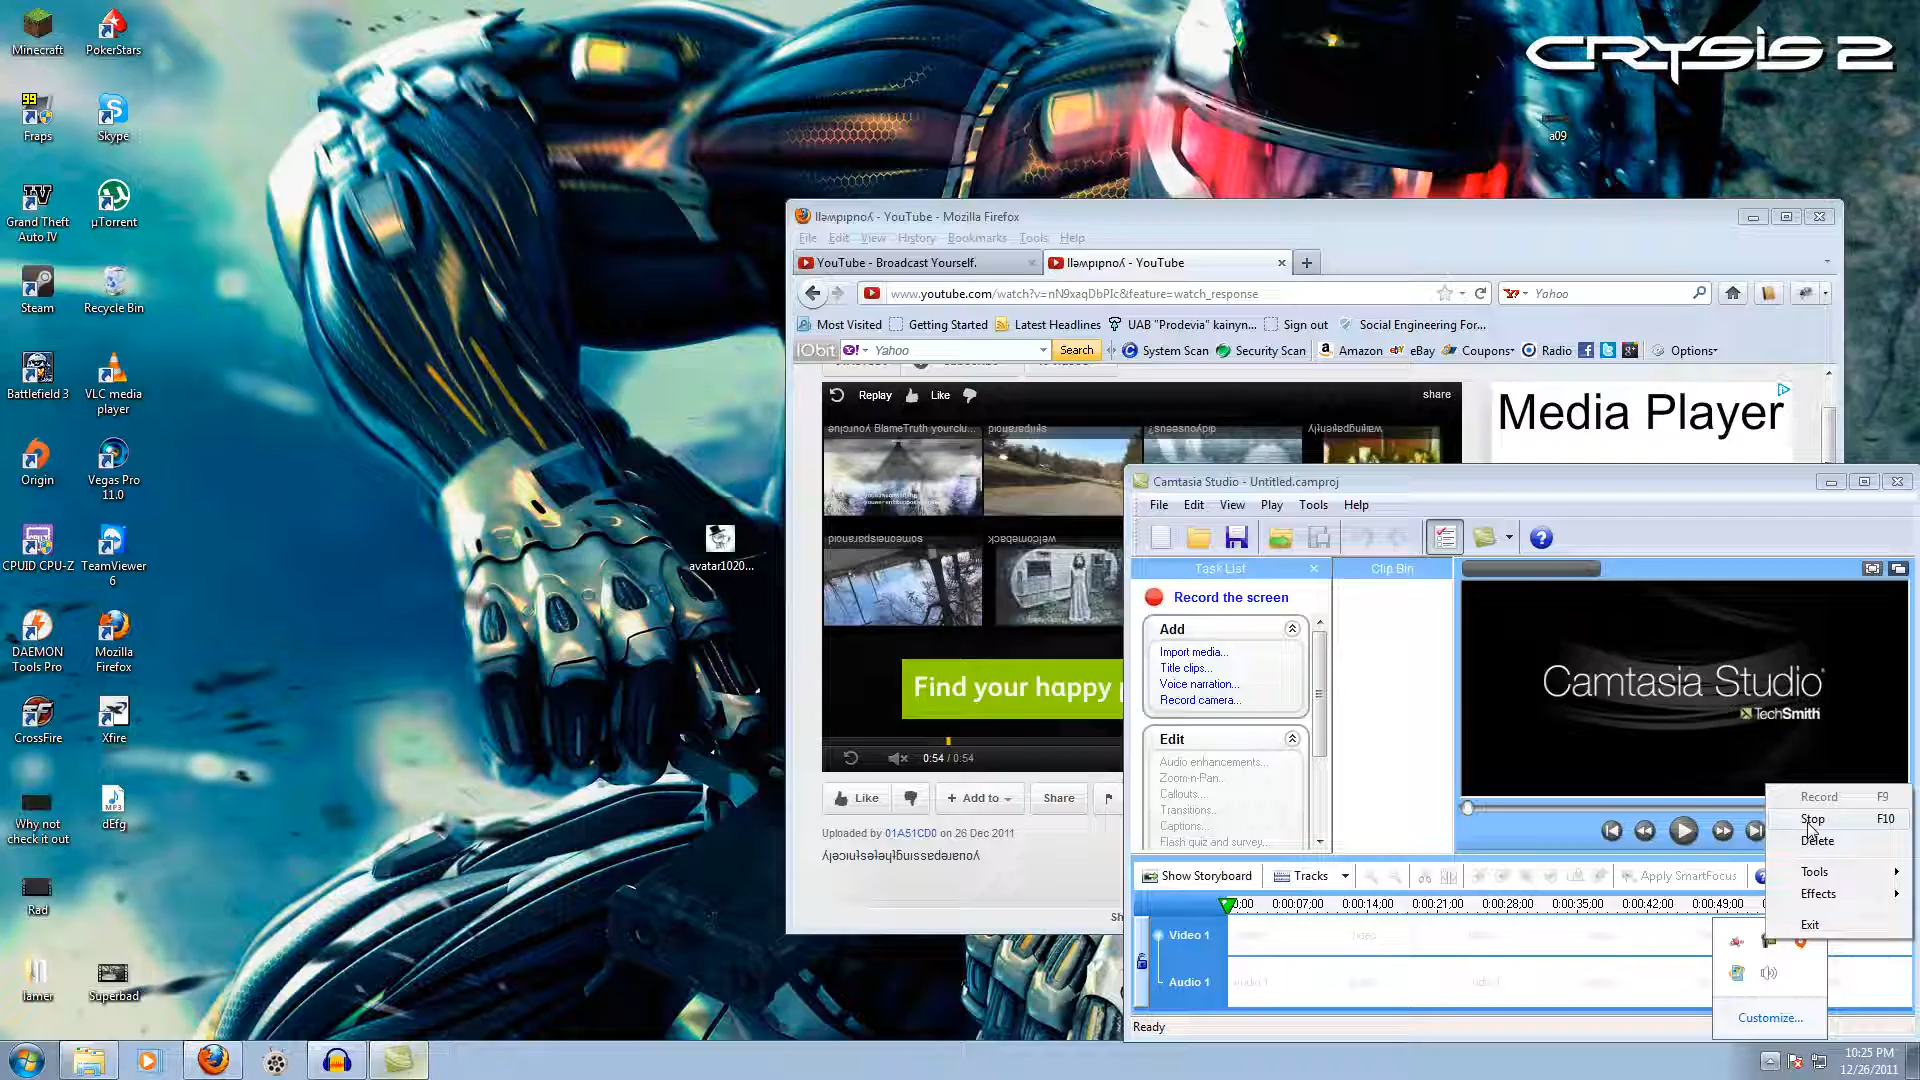 Minecraft
PokerStars
Fraps
Skype
Grand Theft
Auto IV
µTorrent
Steam
Recycle Bin
Battlefield 3
VLC media
player
Origin
Vegas Pro
11.0
CPUID CPU-Z
TeamViewer
6
DAEMON
Tools Pro
Mozilla
Firefox
CrossFire
Xfire
Why not
check it out
dEfg
Rad
lamer
Superbad
avatar1020...
CRYSIS 2
a09
YouTube - Mozilla Firefox
File Edit View History Bookmarks Tools Help
YouTube - Broadcast Yourself.
YouTube
www.youtube.com/watch?v=nN9xaqDbPIc&feature=watch_response
Yahoo
Most Visited Getting Started Latest Headlines UAB "Prodevia" kainyn... Sign out Social Engineering For...
IObit Yahoo Search System Scan Security Scan Amazon eBay Coupons Radio Options
Replay Like share
Media Player
Find your happy
0:54 / 0:54
Like + Add to Share
Uploaded by 01A51CD0 on 26 Dec 2011
Camtasia Studio - Untitled.camproj
File Edit View Play Tools Help
Task List
Clip Bin
Record the screen
Add
Import media...
Title clips...
Voice narration...
Record camera...
Edit
Audio enhancements...
Zoom-n-Pan...
Callouts...
Transitions...
Captions...
Flash quiz and survey...
Camtasia Studio
TechSmith
Record F9
Stop F10
Delete
Tools
Effects
Exit
Show Storyboard Tracks Apply SmartFocus
0:00:07;00 0:00:14;00 0:00:21;00 0:00:28;00 0:00:35;00 0:00:42;00 0:00:49;00
Video 1
Audio 1
Customize...
Ready
10:25 PM
12/26/2011